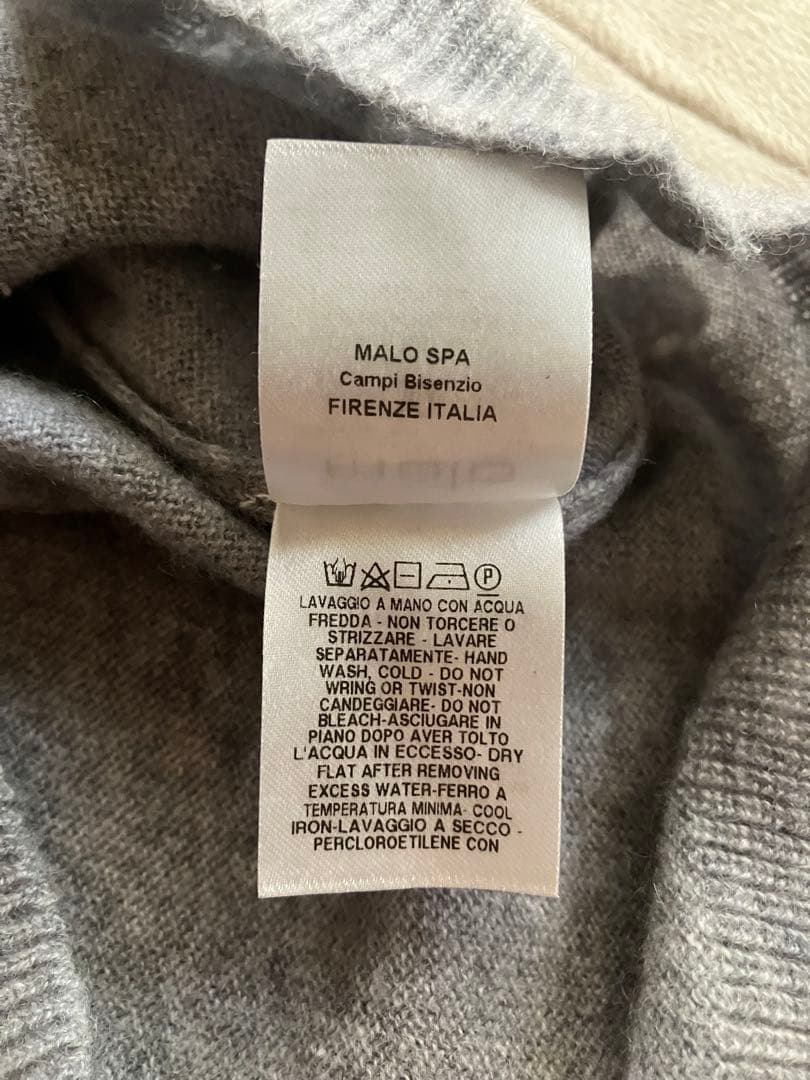 MALO SPA
Campi Bisenzio
FIRENZE ITALIA
P
LAVAGGIO A MANO CON ACQUA
FREDDA - NON TORCERE O
STRIZZARE - LAVARE
SEPARATAMENTE- HAND
WASH, COLD - DO NOT
WRING OR TWIST-NON
CANDEGGIARE- DO NOT
BLEACH-ASCIUGARE IN
PIANO DOPO AVER TOLTO
L'ACQUA IN ECCESSO- DRY
FLAT AFTER REMOVING
EXCESS WATER-FERRO A
TEMPERATURA MINIMA- COOL
IRON-LAVAGGIO A SECCO -
PERCLOROETILENE CON